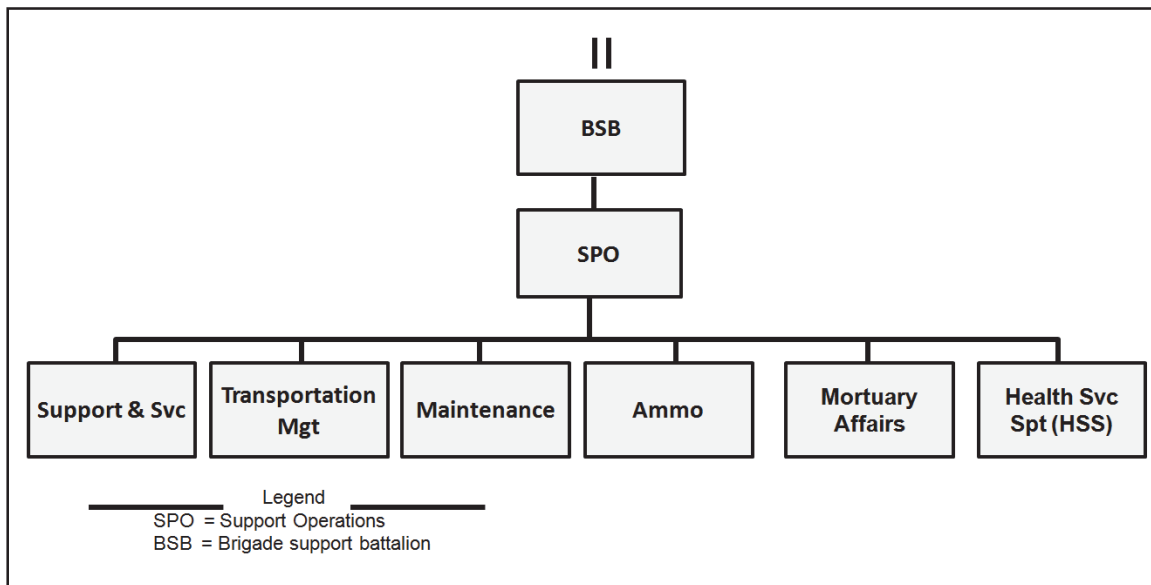 BSB
SPO
Support & Svc
Transportation
Mgt
Maintenance
Ammo
Mortuary
Affairs
Health Svc
Spt (HSS)
Legend
SPO = Support Operations
BSB = Brigade support battalion